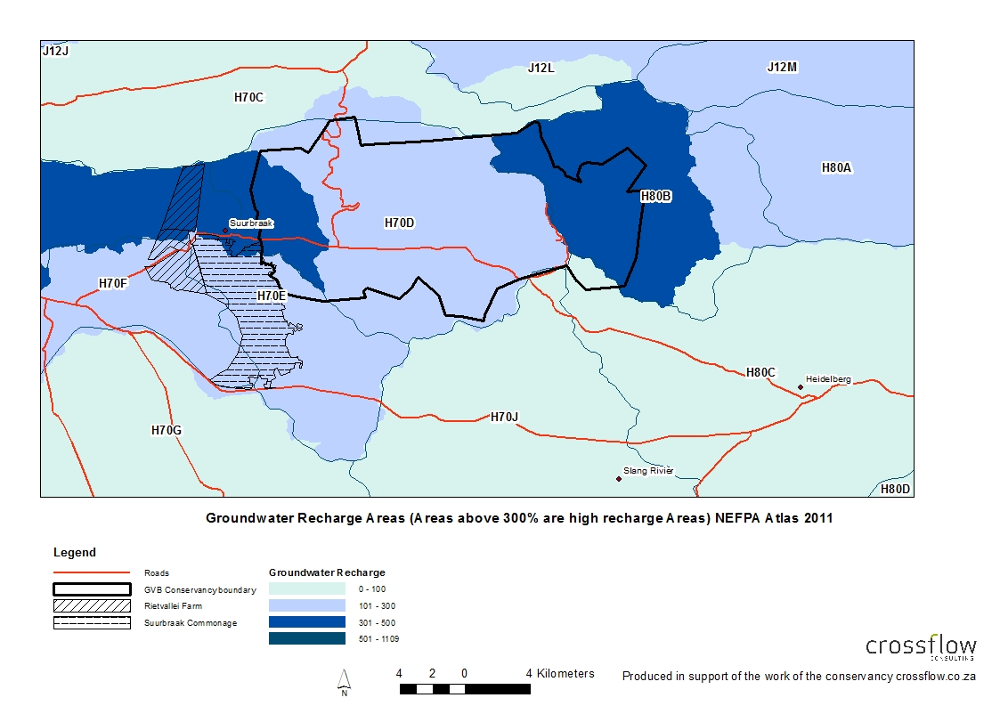 J12J
J12L
J12M
H70C
H80A
H80B
Suurbraak
H70D
H70F
H70E
H80C
Heidelberg
H70J
H70G
Slang Rivier
H80D
Groundwater Recharge Areas (Areas above 300% are high recharge Areas) NEFPA Atlas 2011
Legend
Roads
GVB Conservancy boundary
Rietvallei Farm
Suurbraak Commonage
Groundwater Recharge
0 - 100
101 - 300
301 - 500
501 - 1109
crossflow
CONSULTING
N
4 2 0 4 Kilometers
Produced in support of the work of the conservancy crossflow.co.za